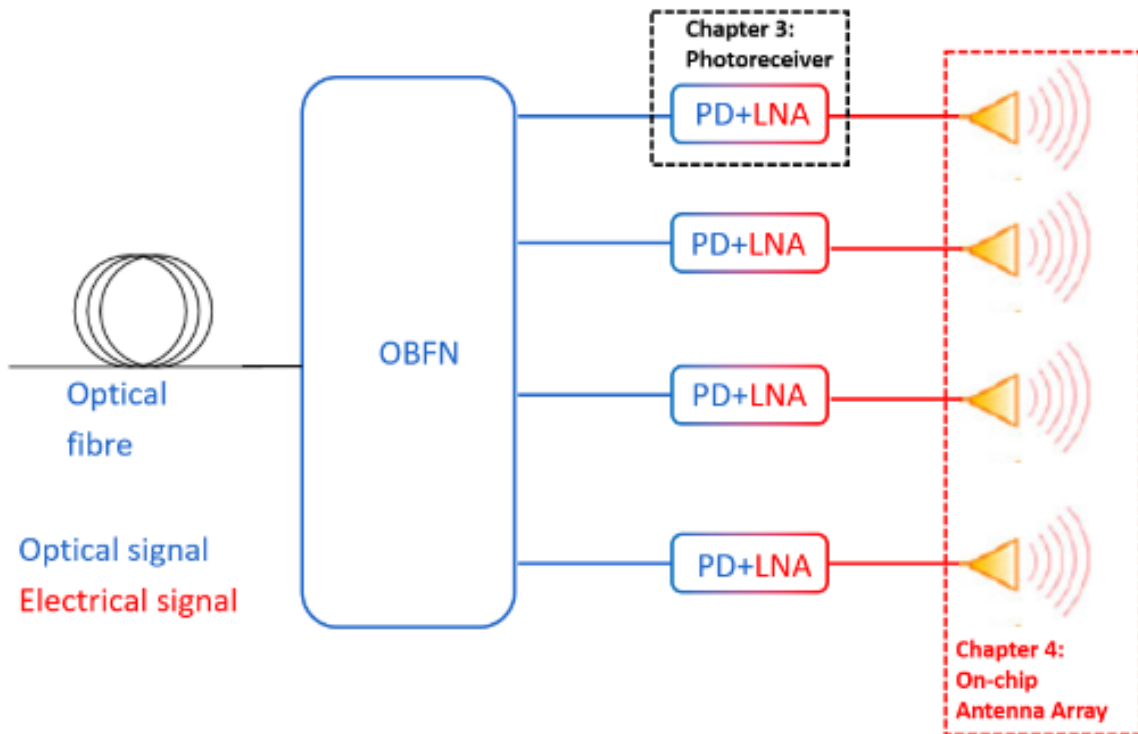 Chapter 3:
Photoreceiver
PD+LNA
PD+LNA
OBFN
PD+LNA
Optical
fibre
Optical signal
Electrical signal
PD+LNA
Chapter 4:
On-chip
Antenna Array